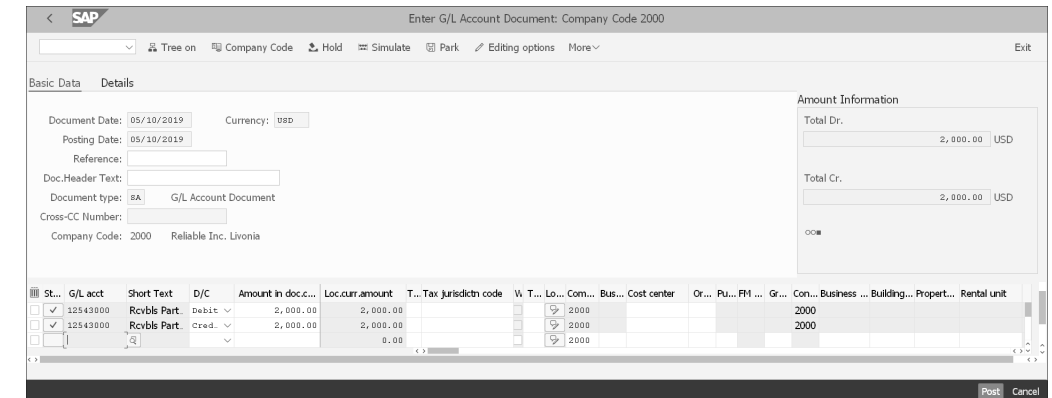 SAP
Enter G/L Account Document: Company Code 2000
Tree on Company Code Hold Simulate Park Editing options More Exit
Basic Data Details
Amount Information
Document Date: 05/10/2019 Currency: USD
Total Dr.
Posting Date: 05/10/2019
2,000.00 USD
Reference:
Doc.Header Text:
Total Cr.
Document type: SA G/L Account Document
2,000.00 USD
Cross-CC Number:
Company Code: 2000 Reliable Inc. Livonia
St... G/L acct Short Text D/C Amount in doc.c... Loc.curr.amount T... Tax jurisdictn code W T... Lo... Com... Bus... Cost center Or... Pu... FM ... Gr... Con... Business ... Building... Propert... Rental unit
12543000 Rcvbls Part. Debit 2,000.00 2,000.00 2000 2000
12543000 Rcvbls Part. Cred. 2,000.00 2,000.00 2000 2000
0.00 2000
Post Cancel